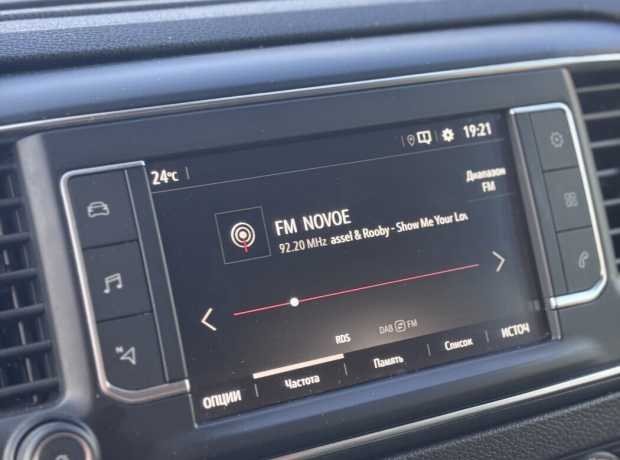 19:21
24°C
Диапазон
FM
FM NOVOE
92.20 MHz assel & Rooby - Show Me Your Lov
RDS DAB FM
ОПЦИИ Частота Память Список ИСТОЧ
N